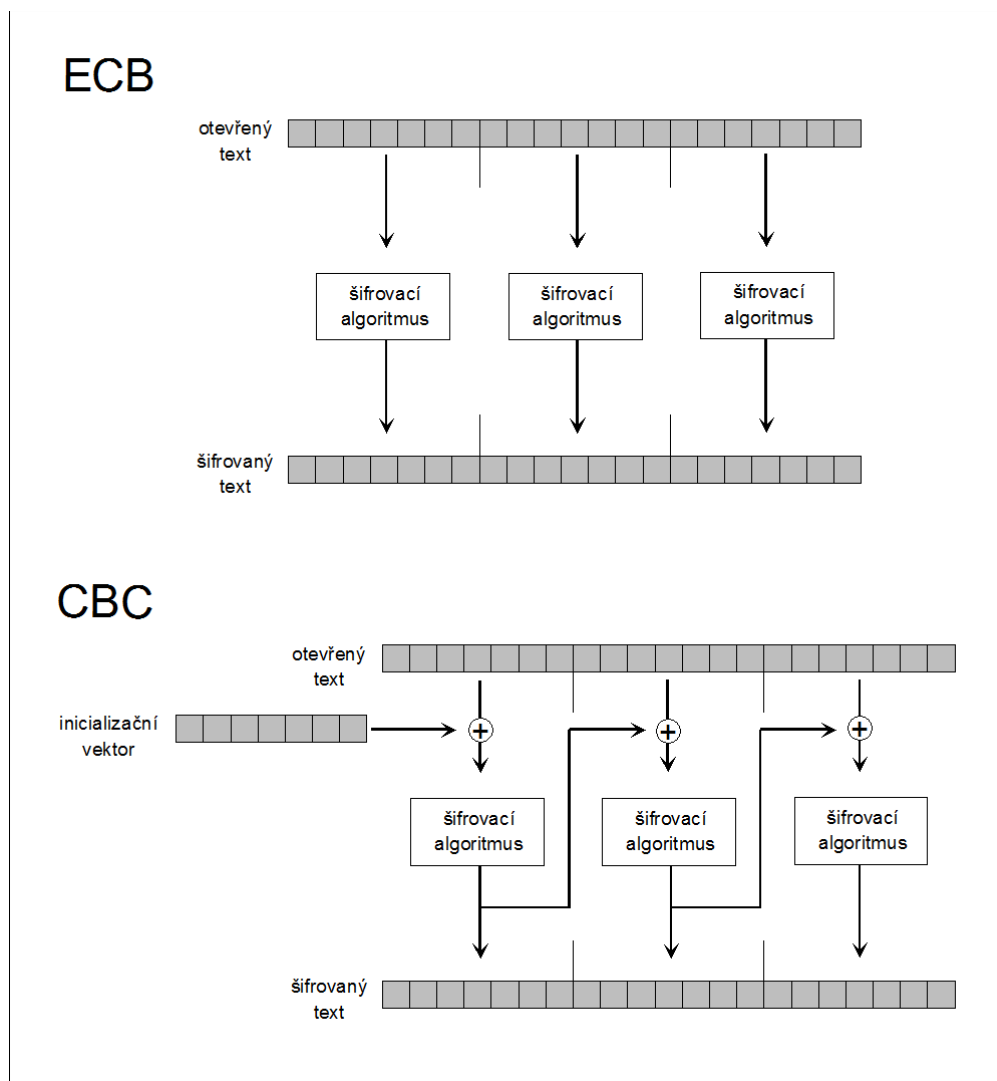 ECB
otevřený
text
šifrovací
algoritmus
šifrovací
algoritmus
šifrovací
algoritmus
šifrovaný
text
CBC
otevřený
text
inicializační
vektor
+
+
+
šifrovací
algoritmus
šifrovací
algoritmus
šifrovací
algoritmus
šifrovaný
text